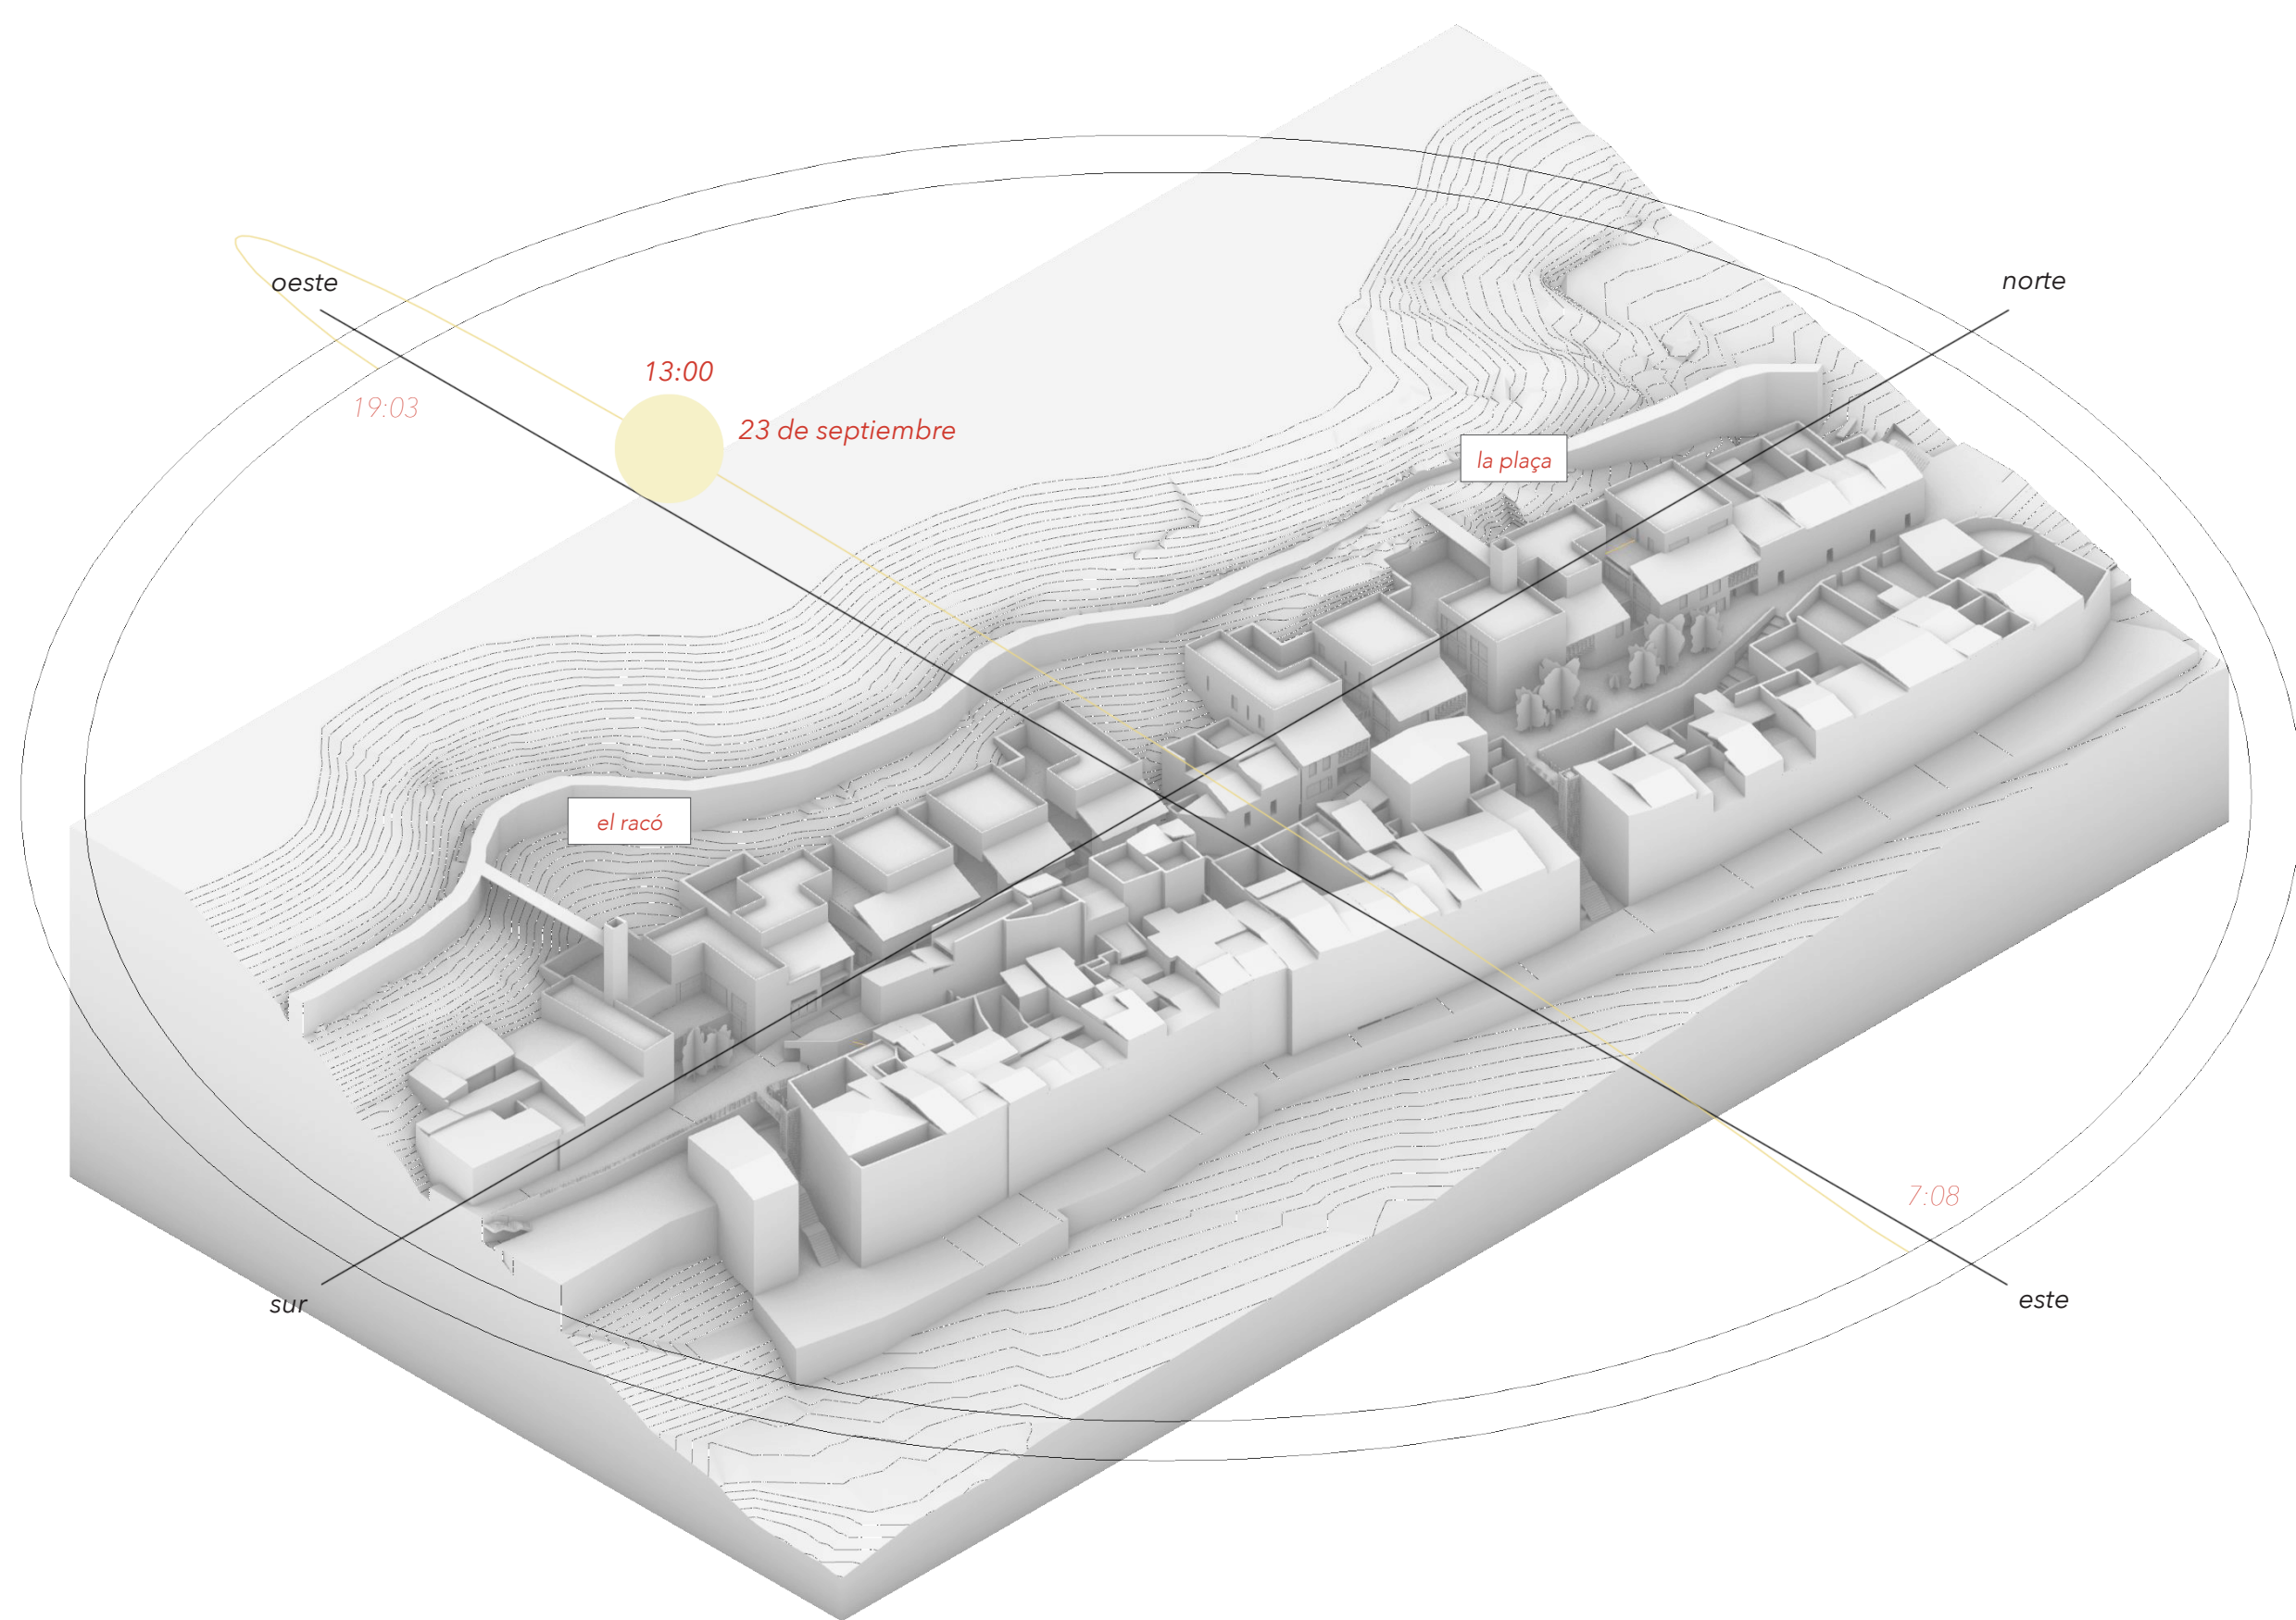 norte
oeste
13:00
19:03
23 de septiembre
la plaça
el racó
7:08
este
sur